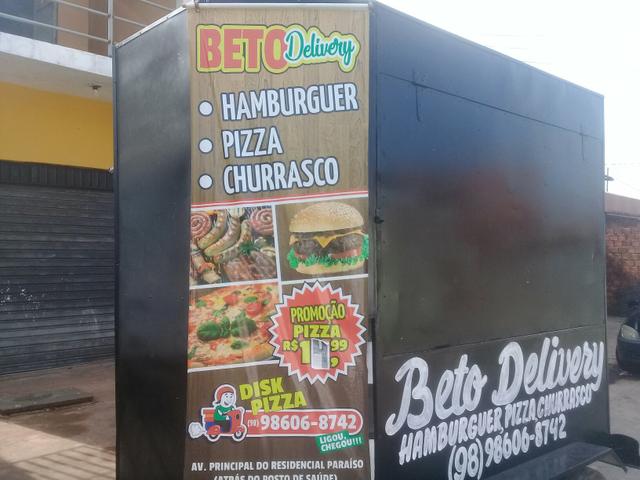 BETO Delivery
• HAMBURGUER
• PIZZA
• CHURRASCO
PROMOÇÃO
PIZZA
R$ 1 ,99
DISK
PIZZA
(98) 98606-8742
LIGOU,
CHEGOU!!!
AV. PRINCIPAL DO RESIDENCIAL PARAÍSO
(ATRÁS DO POSTO DE SAÚDE)
Beto Delivery
HAMBURGUER PIZZA CHURRASCO
(98) 98606-8742